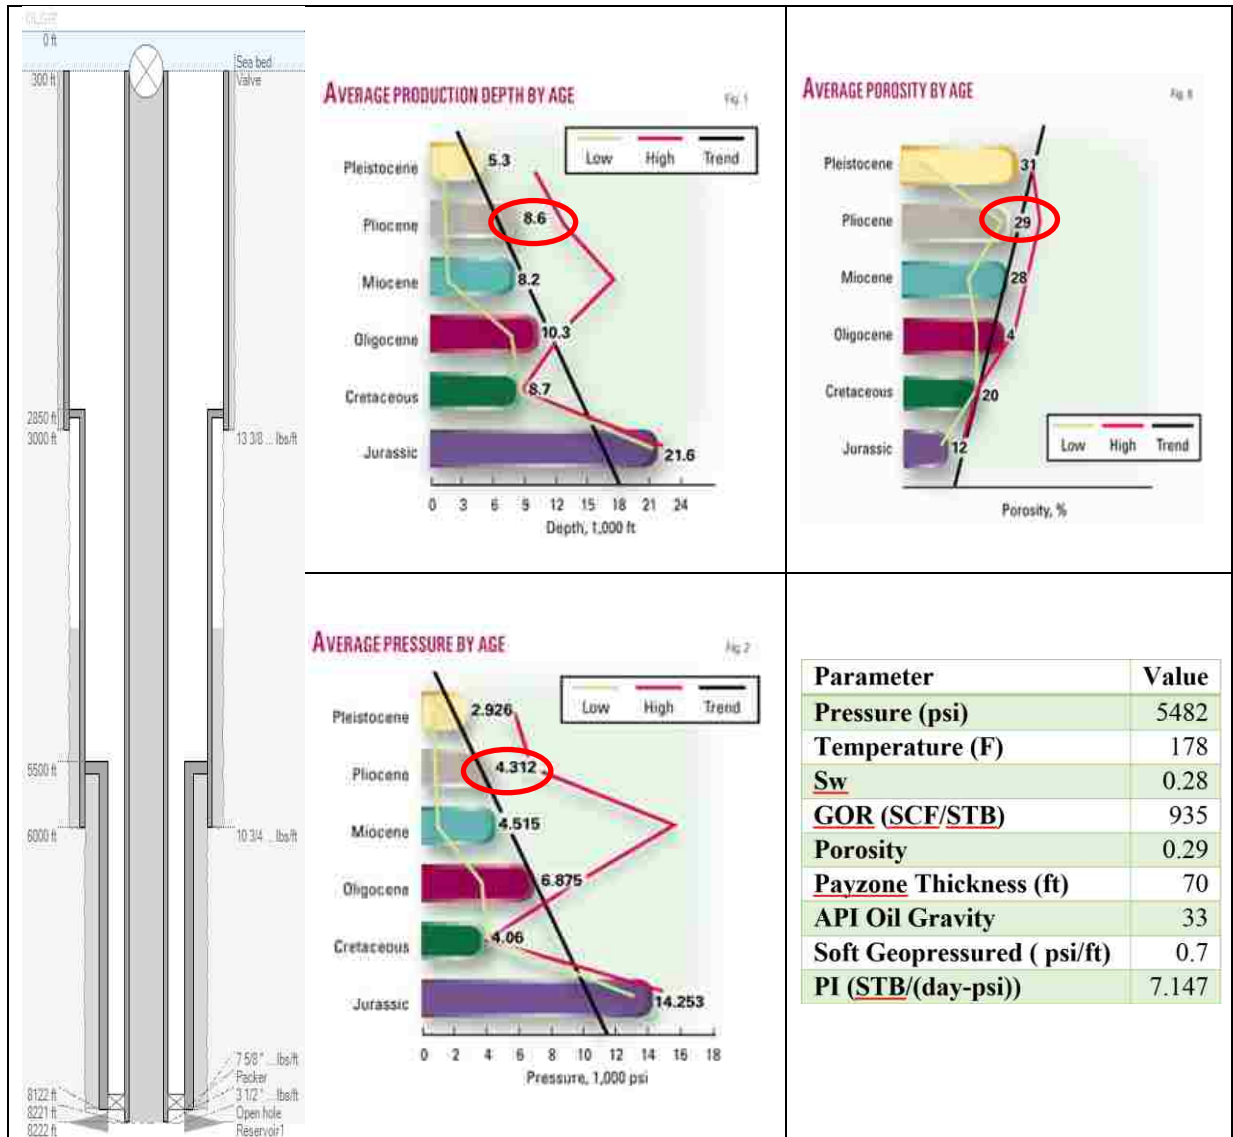 0 ft
Sea bed
300 ft
Valve
2850 ft
3000 ft
13 3/8 ... lbs/ft
5500 ft
6000 ft
10 3/4 ... lbs/ft
7 5/8 " ... lbs/ft
Packer
8122 ft
3 1/2 " ... lbs/ft
8221 ft
Open hole
8222 ft
Reservoir1
AVERAGE PRODUCTION DEPTH BY AGE
Fig. 1
Low High Trend
Pleistocene 5.3
Pliocene 8.6
Miocene 8.2
Oligocene 10.3
Cretaceous 8.7
Jurassic 21.6
0 3 6 9 12 15 18 21 24
Depth, 1,000 ft
AVERAGE POROSITY BY AGE
Pleistocene 31
Pliocene 29
Miocene 28
Oligocene 4
Cretaceous 20
Jurassic 12
Low High Trend
Porosity, %
AVERAGE PRESSURE BY AGE
Fig. 2
Low High Trend
Pleistocene 2.926
Pliocene 4.312
Miocene 4.515
Oligocene 6.875
Cretaceous 4.06
Jurassic 14.253
0 2 4 6 8 10 12 14 16 18
Pressure, 1,000 psi
Parameter Value
Pressure (psi) 5482
Temperature (F) 178
Sw 0.28
GOR (SCF/STB) 935
Porosity 0.29
Payzone Thickness (ft) 70
API Oil Gravity 33
Soft Geopressured ( psi/ft) 0.7
PI (STB/(day-psi)) 7.147